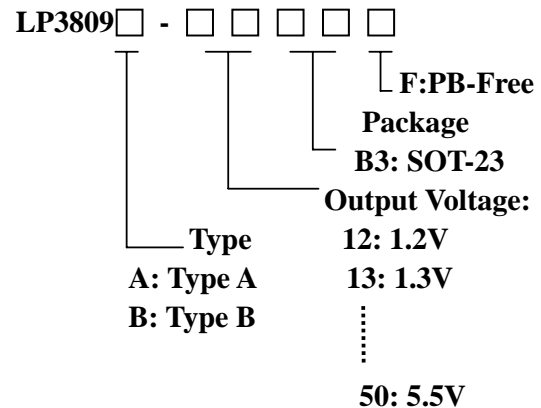 LP3809□ - □ □ □ □ □
F:PB-Free
Package
B3: SOT-23
Output Voltage:
Type
12: 1.2V
A: Type A
13: 1.3V
B: Type B
50: 5.5V